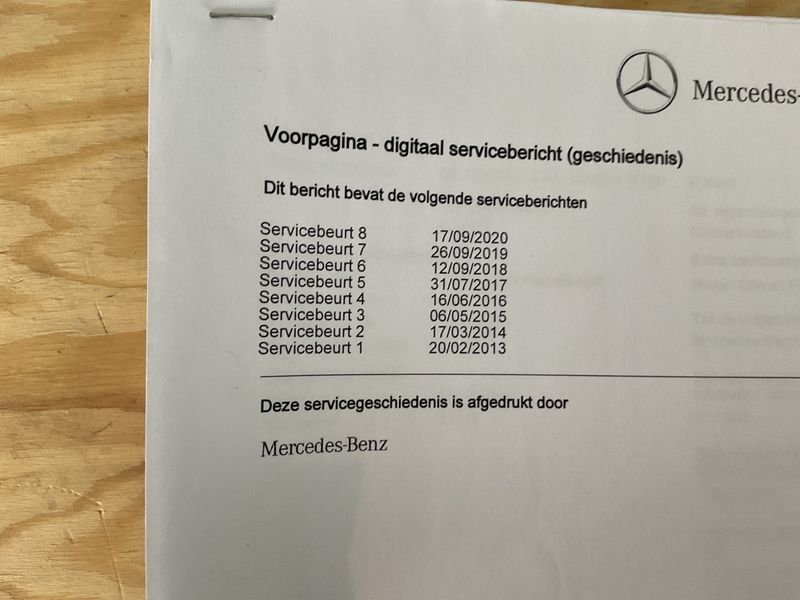 Mercedes-
Voorpagina - digitaal servicebericht (geschiedenis)
Dit bericht bevat de volgende serviceberichten
Servicebeurt 8 17/09/2020
Servicebeurt 7 26/09/2019
Servicebeurt 6 12/09/2018
Servicebeurt 5 31/07/2017
Servicebeurt 4 16/06/2016
Servicebeurt 3 06/05/2015
Servicebeurt 2 17/03/2014
Servicebeurt 1 20/02/2013
Deze servicegeschiedenis is afgedrukt door
Mercedes-Benz